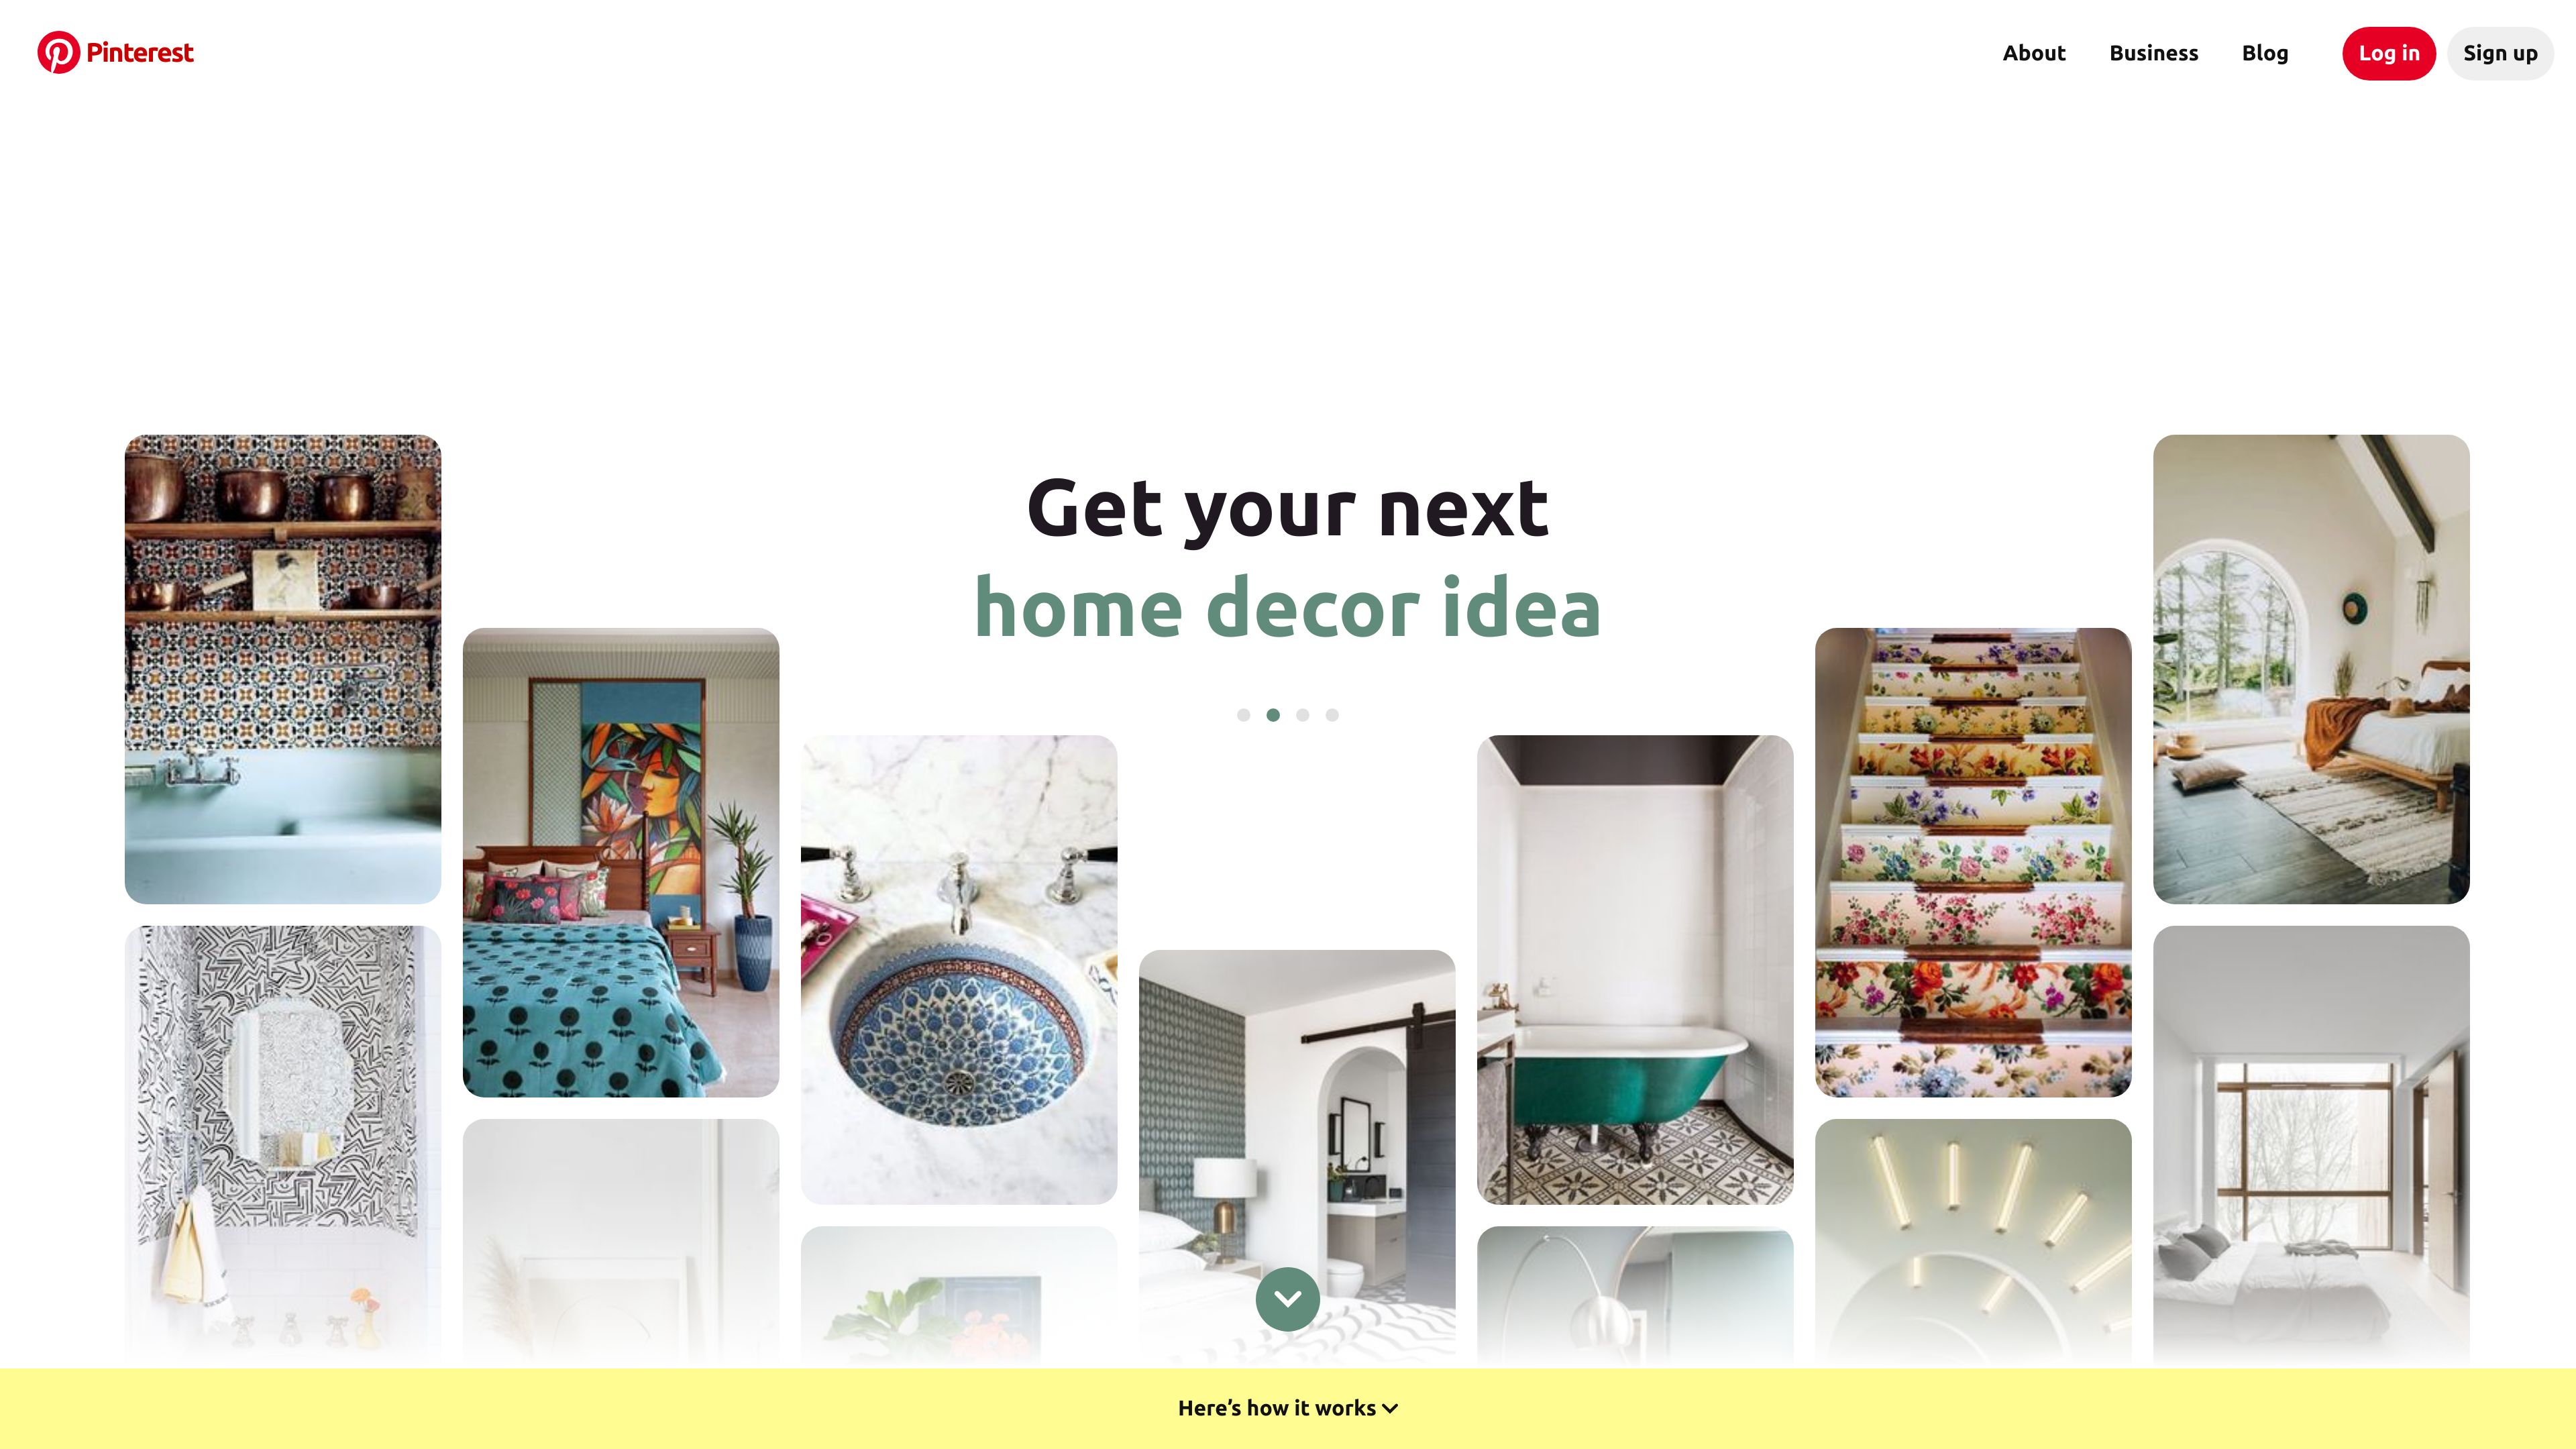 Pinterest
About Business Blog Log in Sign up
Get your next
home decor idea
Here's how it works